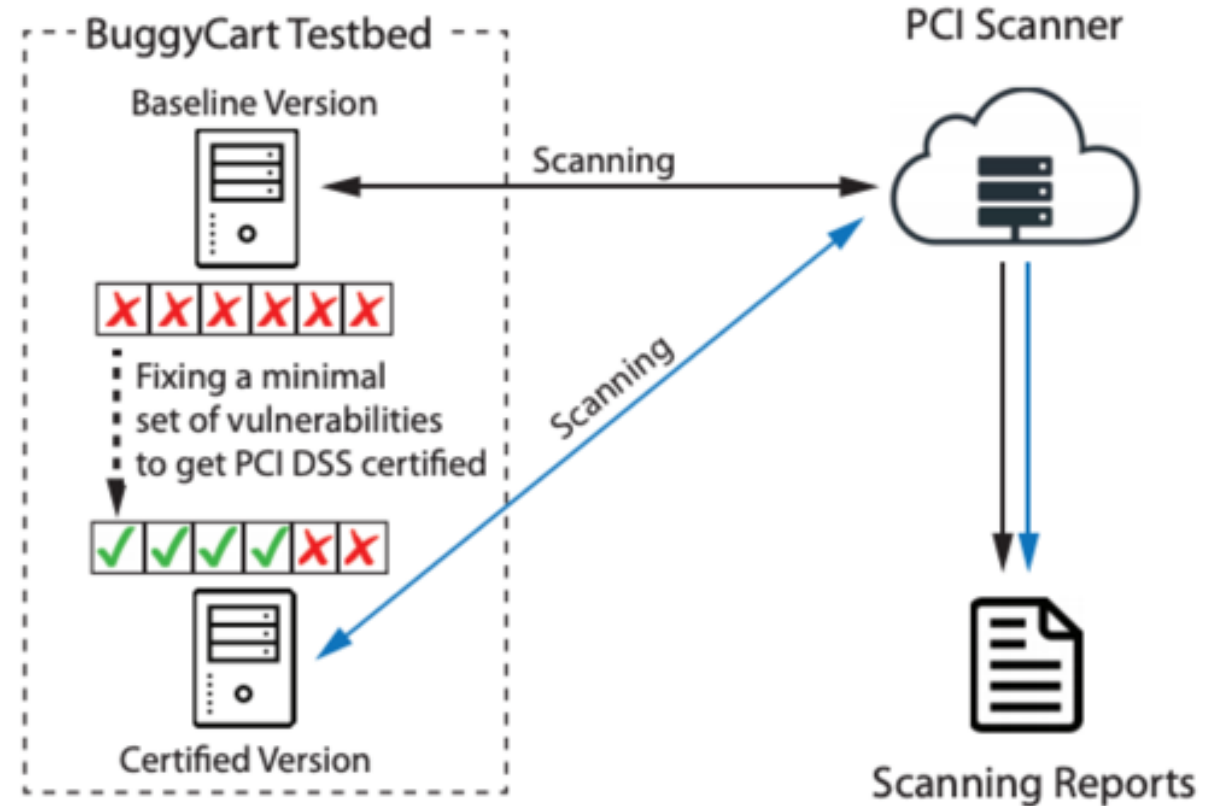 BuggyCart Testbed
PCI Scanner
Baseline Version
Scanning
Fixing a minimal
set of vulnerabilities
to get PCI DSS certified
Scanning
Certified Version
Scanning Reports